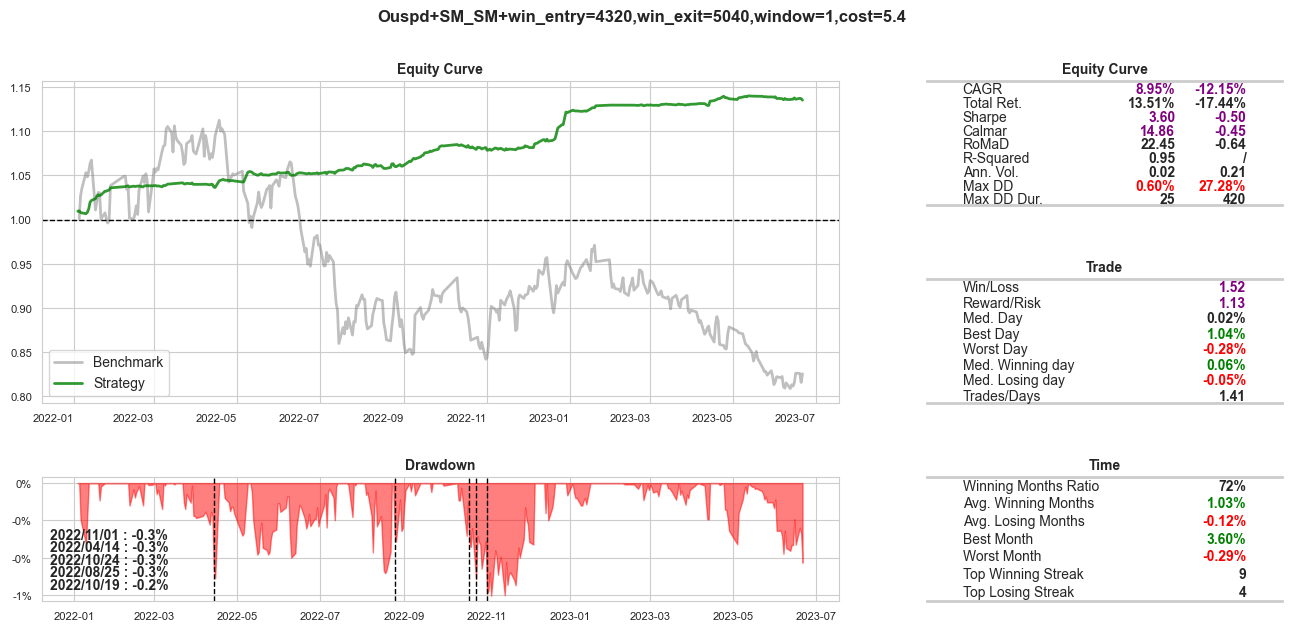 Ouspd+SM_SM+win_entry=4320,win_exit=5040,window=1,cost=5.4
Equity Curve
1.15
1.10
1.05
1.00
0.95
0.90
0.85
0.80
Benchmark
Strategy
2022-01 2022-03 2022-05 2022-07 2022-09 2022-11 2023-01 2023-03 2023-05 2023-07
Equity Curve
CAGR 8.95% -12.15%
Total Ret. 13.51% -17.44%
Sharpe 3.60 -0.50
Calmar 14.86 -0.45
RoMaD 22.45 -0.64
R-Squared 0.95 /
Ann. Vol. 0.02 0.21
Max DD 0.60% 27.28%
Max DD Dur. 25 420
Trade
Win/Loss 1.52
Reward/Risk 1.13
Med. Day 0.02%
Best Day 1.04%
Worst Day -0.28%
Med. Winning day 0.06%
Med. Losing day -0.05%
Trades/Days 1.41
Drawdown
0%
-0%
-0%
-1%
2022/11/01 : -0.3%
2022/04/14 : -0.3%
2022/10/24 : -0.3%
2022/08/25 : -0.3%
2022/10/19 : -0.2%
2022-01 2022-03 2022-05 2022-07 2022-09 2022-11 2023-01 2023-03 2023-05 2023-07
Time
Winning Months Ratio 72%
Avg. Winning Months 1.03%
Avg. Losing Months -0.12%
Best Month 3.60%
Worst Month -0.29%
Top Winning Streak 9
Top Losing Streak 4